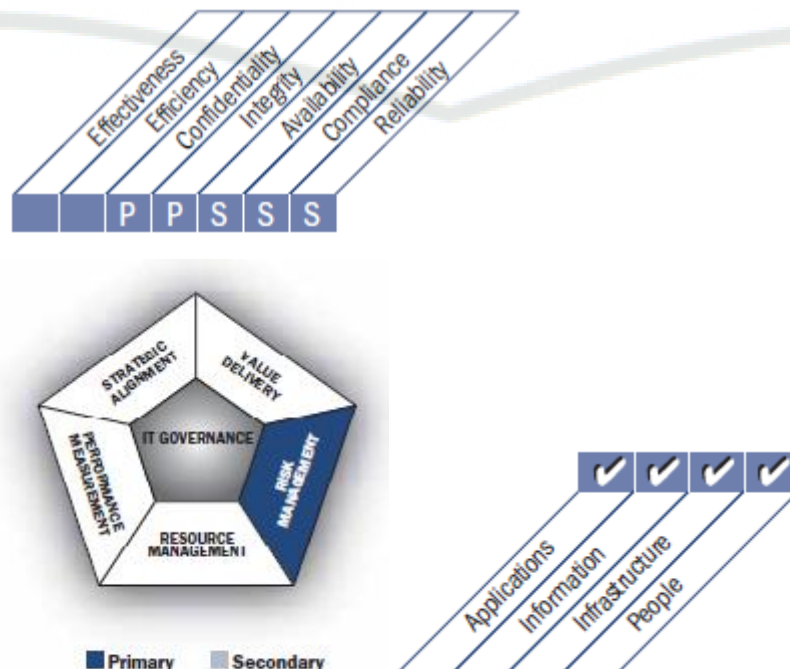 Effectiveness
Efficiency
Confidentiality
Integrity
Availability
Compliance
Reliability
P P S S S
STRATEGIC
ALIGNMENT
VALUE
DELIVERY
IT GOVERNANCE
PERFORMANCE
MEASUREMENT
RISK
MANAGEMENT
RESOURCE
MANAGEMENT
Primary Secondary
✔ ✔ ✔ ✔
Applications
Information
Infrastructure
People